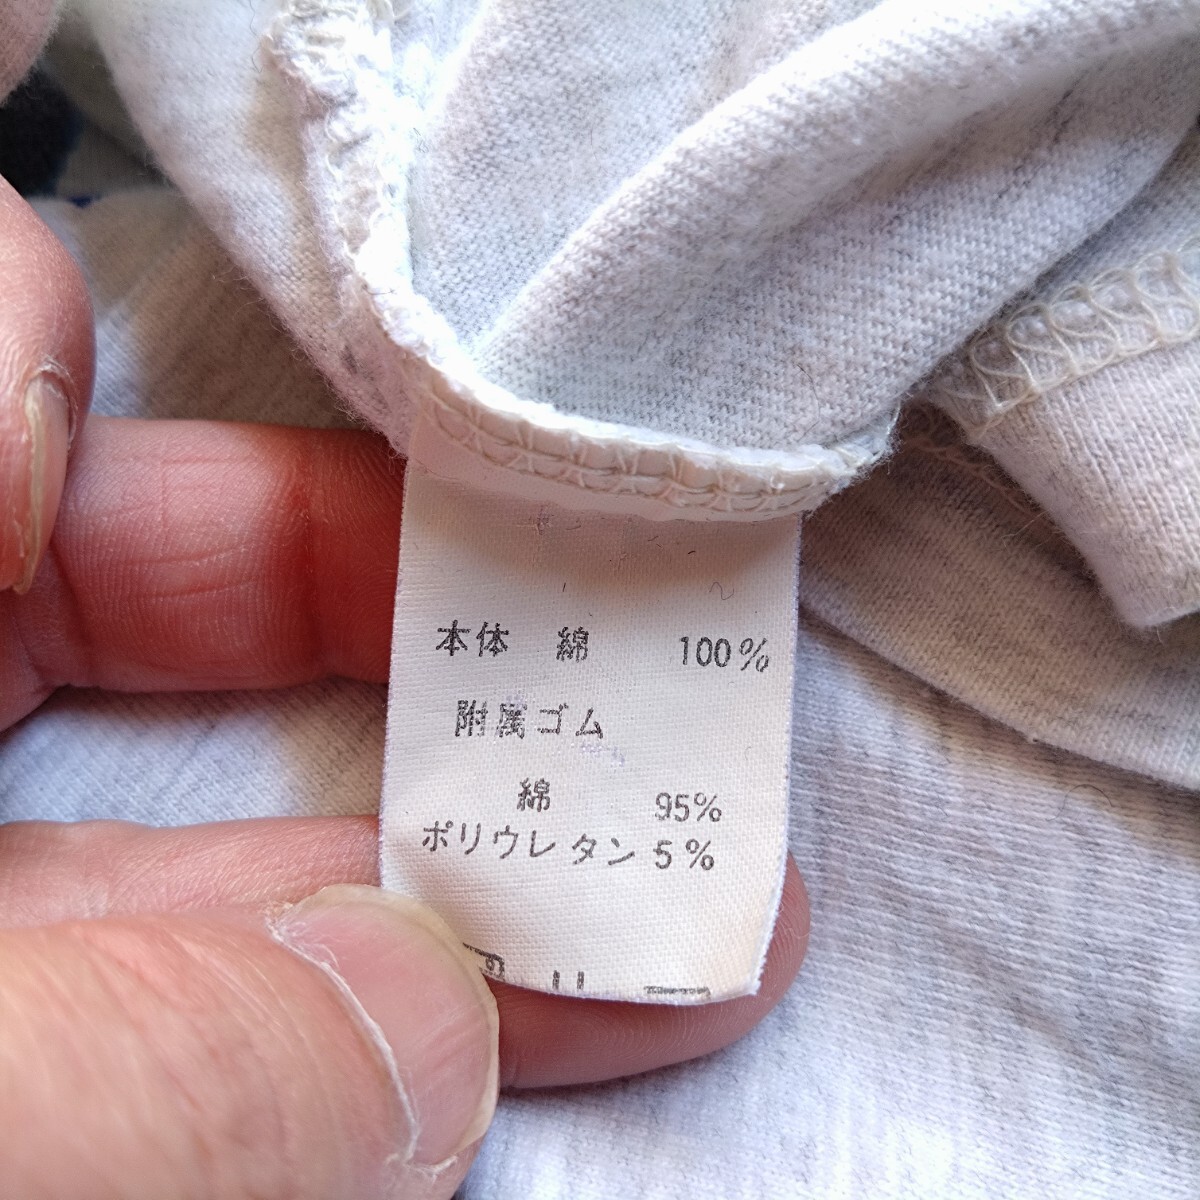 本体 綿 100%
附属ゴム
綿 95%
ポリウレタン 5%